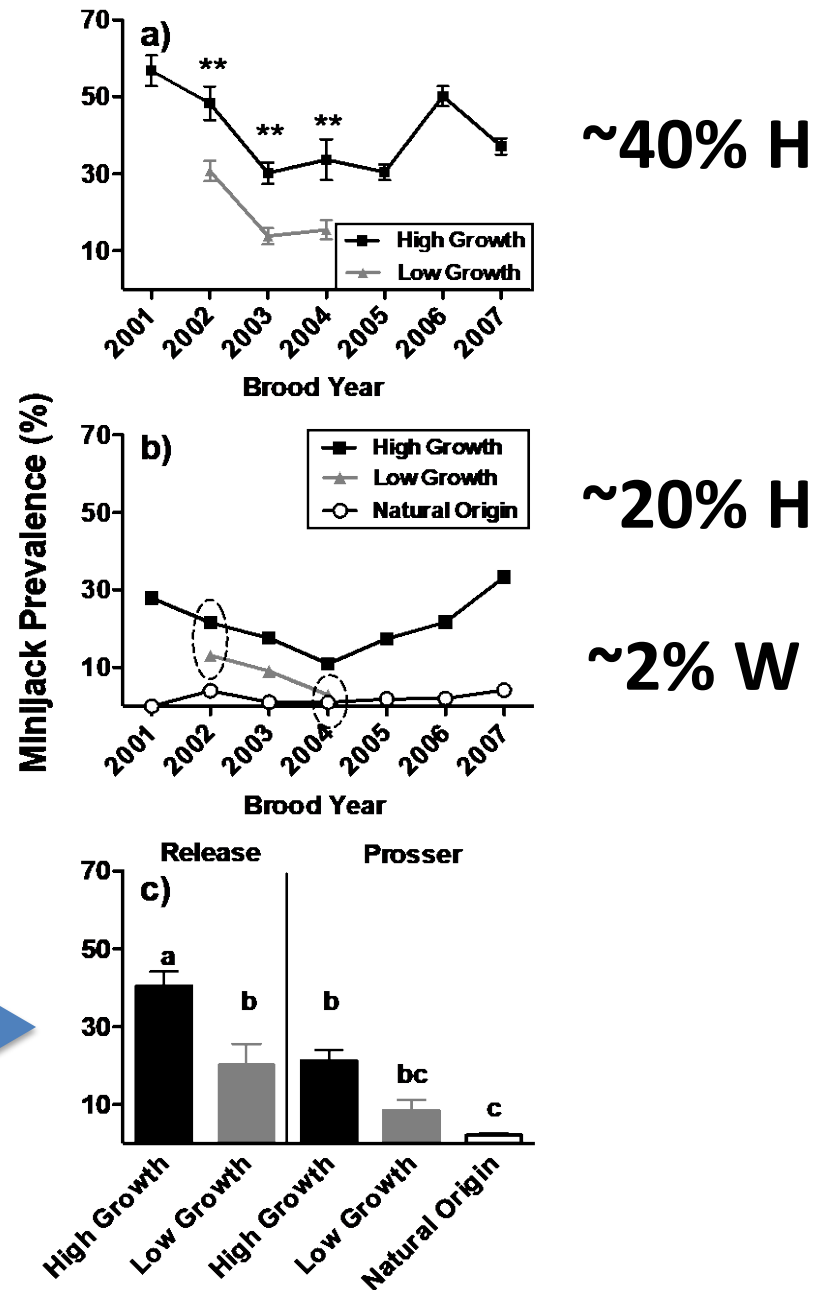 Minijack Prevalence (%)
a)
70
50
30
10
**
**
**
High Growth
Low Growth
2001
2002
2003
2004
2005
2006
2007
Brood Year
~40% H
b)
70
50
30
10
High Growth
Low Growth
Natural Origin
2001
2002
2003
2004
2005
2006
2007
Brood Year
~20% H
~2% W
Release
Prosser
c)
70
50
30
10
a
b
b
bc
c
High Growth
Low Growth
High Growth
Low Growth
Natural Origin